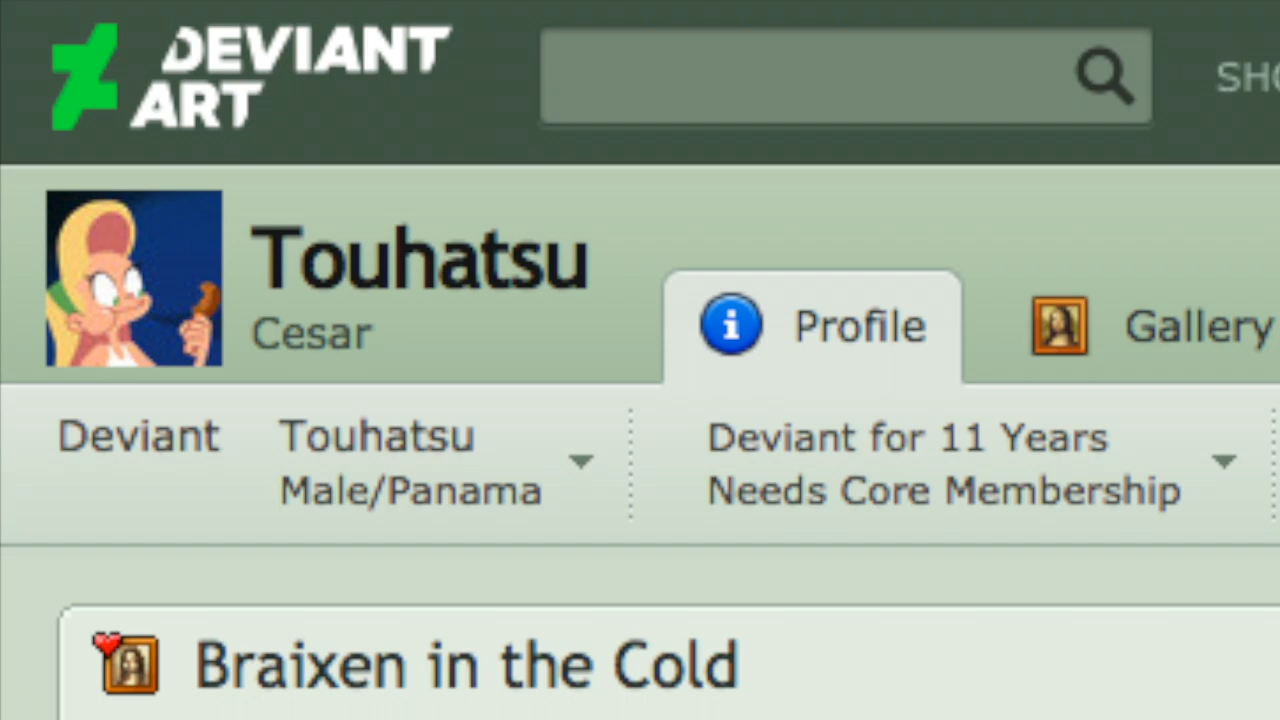 DEVIANT
ART
SHO
Touhatsu
Cesar
Profile
Gallery
Deviant
Touhatsu
Male/Panama
Deviant for 11 Years
Needs Core Membership
Braixen in the Cold